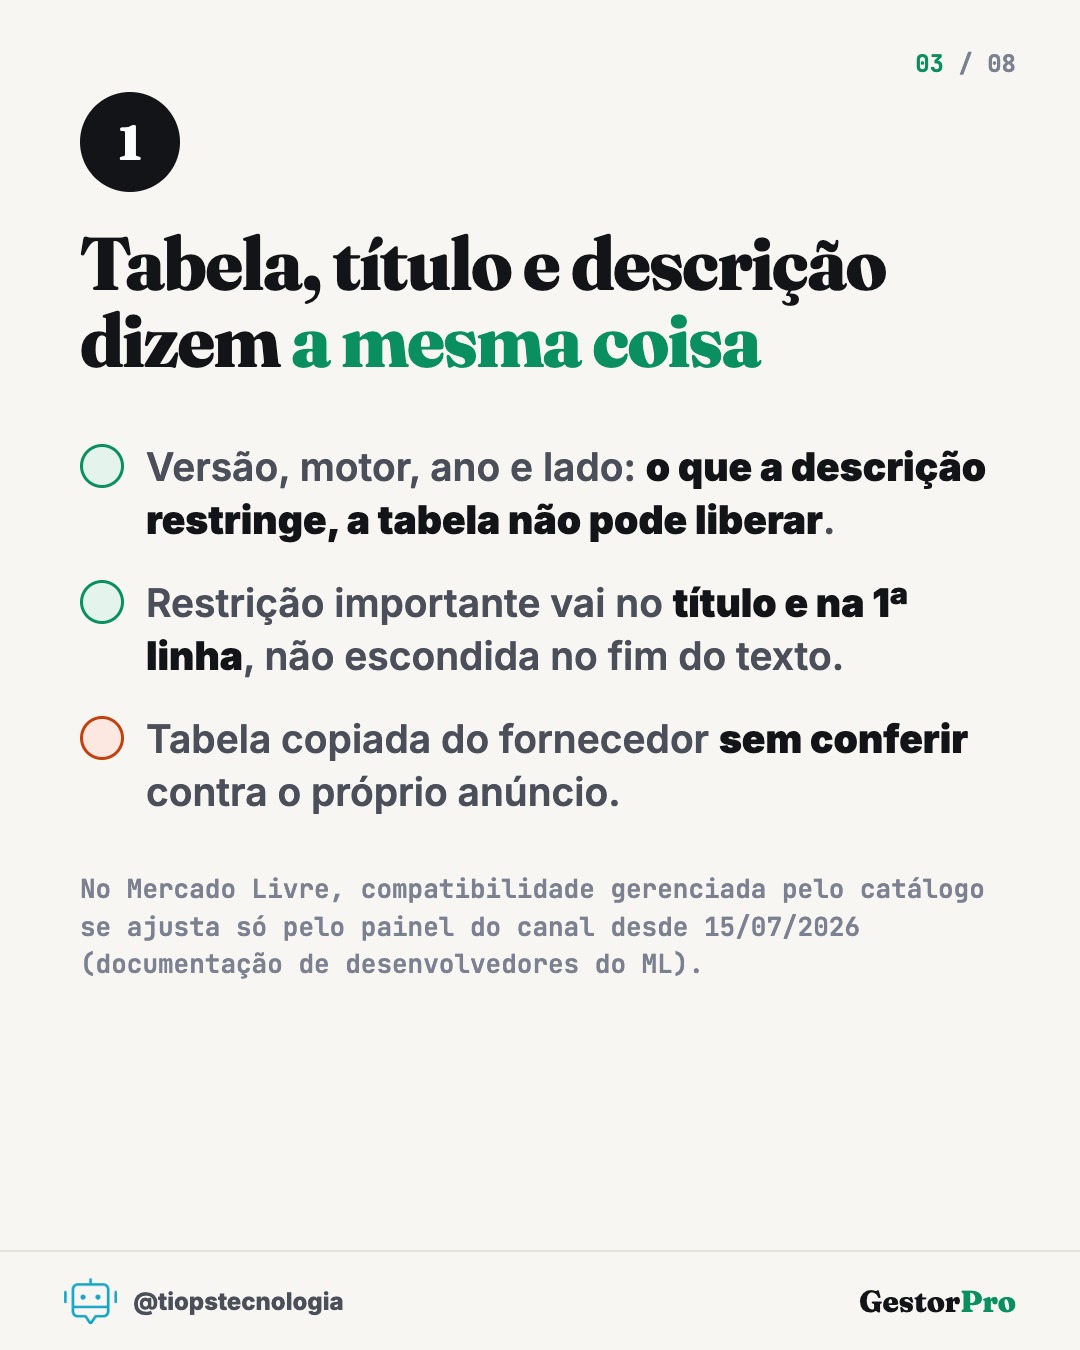 03 / 08
1
Tabela, título e descrição
dizem a mesma coisa
Versão, motor, ano e lado: o que a descrição
restringe, a tabela não pode liberar.
Restrição importante vai no título e na 1ª
linha, não escondida no fim do texto.
Tabela copiada do fornecedor sem conferir
contra o próprio anúncio.
No Mercado Livre, compatibilidade gerenciada pelo catálogo
se ajusta só pelo painel do canal desde 15/07/2026
(documentação de desenvolvedores do ML).
@tiopstecnologia
GestorPro